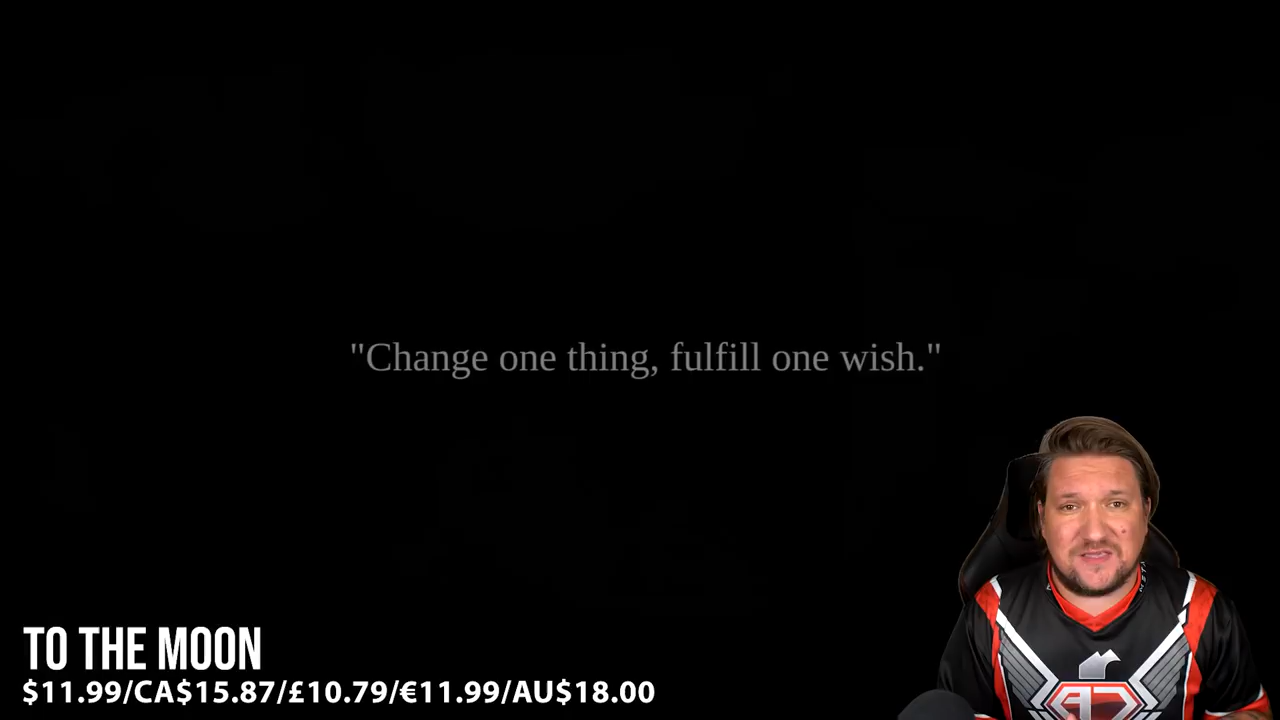 "Change one thing, fulfill one wish."
TO THE MOON
$11.99/CA$15.87/£10.79/€11.99/AU$18.00